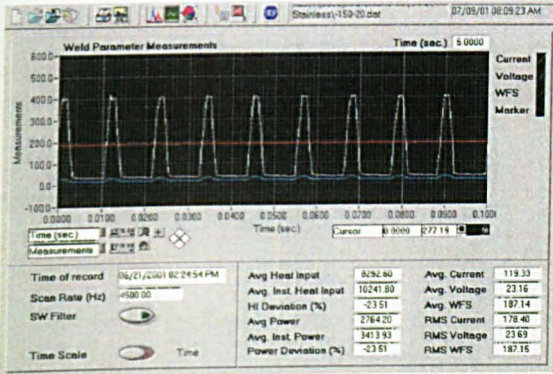 Stainless\-150-20.dat 07/09/01 08:09:23 AM
Weld Parameter Measurements Time (sec.) 5.0000
Current
Voltage
WFS
Marker
Measurements
600.0
500.0
400.0
300.0
200.0
100.0
0.0
-100.0
0.0000 0.0100 0.0200 0.0300 0.0400 0.0500 0.0600 0.0700 0.0800 0.0900 0.100
Time (sec.)
Time (sec.)
Measurements
Cursor 0.0000 277.19
Time of record 06/21/2001 02:24:54 PM
Scan Rate (Hz) 4500.00
SW Filter
Time Scale Time
Avg Heat Input 8292.60 Avg. Current 119.33
Avg. Inst. Heat Input 10241.80 Avg. Voltage 23.16
HI Deviation (%) -23.51 Avg. WFS 187.14
Avg Power 2764.20 RMS Current 178.40
Avg. Inst. Power 3413.93 RMS Voltage 23.69
Power Deviation (%) -23.51 RMS WFS 187.15